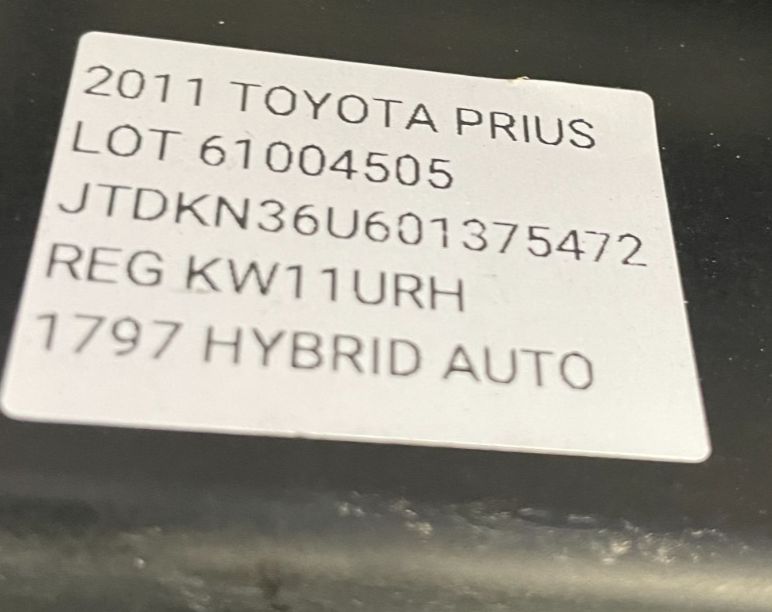 2011 TOYOTA PRIUS
LOT 61004505
JTDKN36U601375472
REG KW11URH
1797 HYBRID AUTO